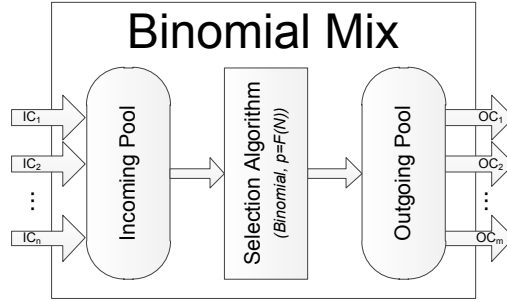 Binomial Mix
IC1
IC2
...
ICn
Incoming Pool
Selection Algorithm
(Binomial, p=F(N))
Outgoing Pool
OC1
OC2
...
OCm